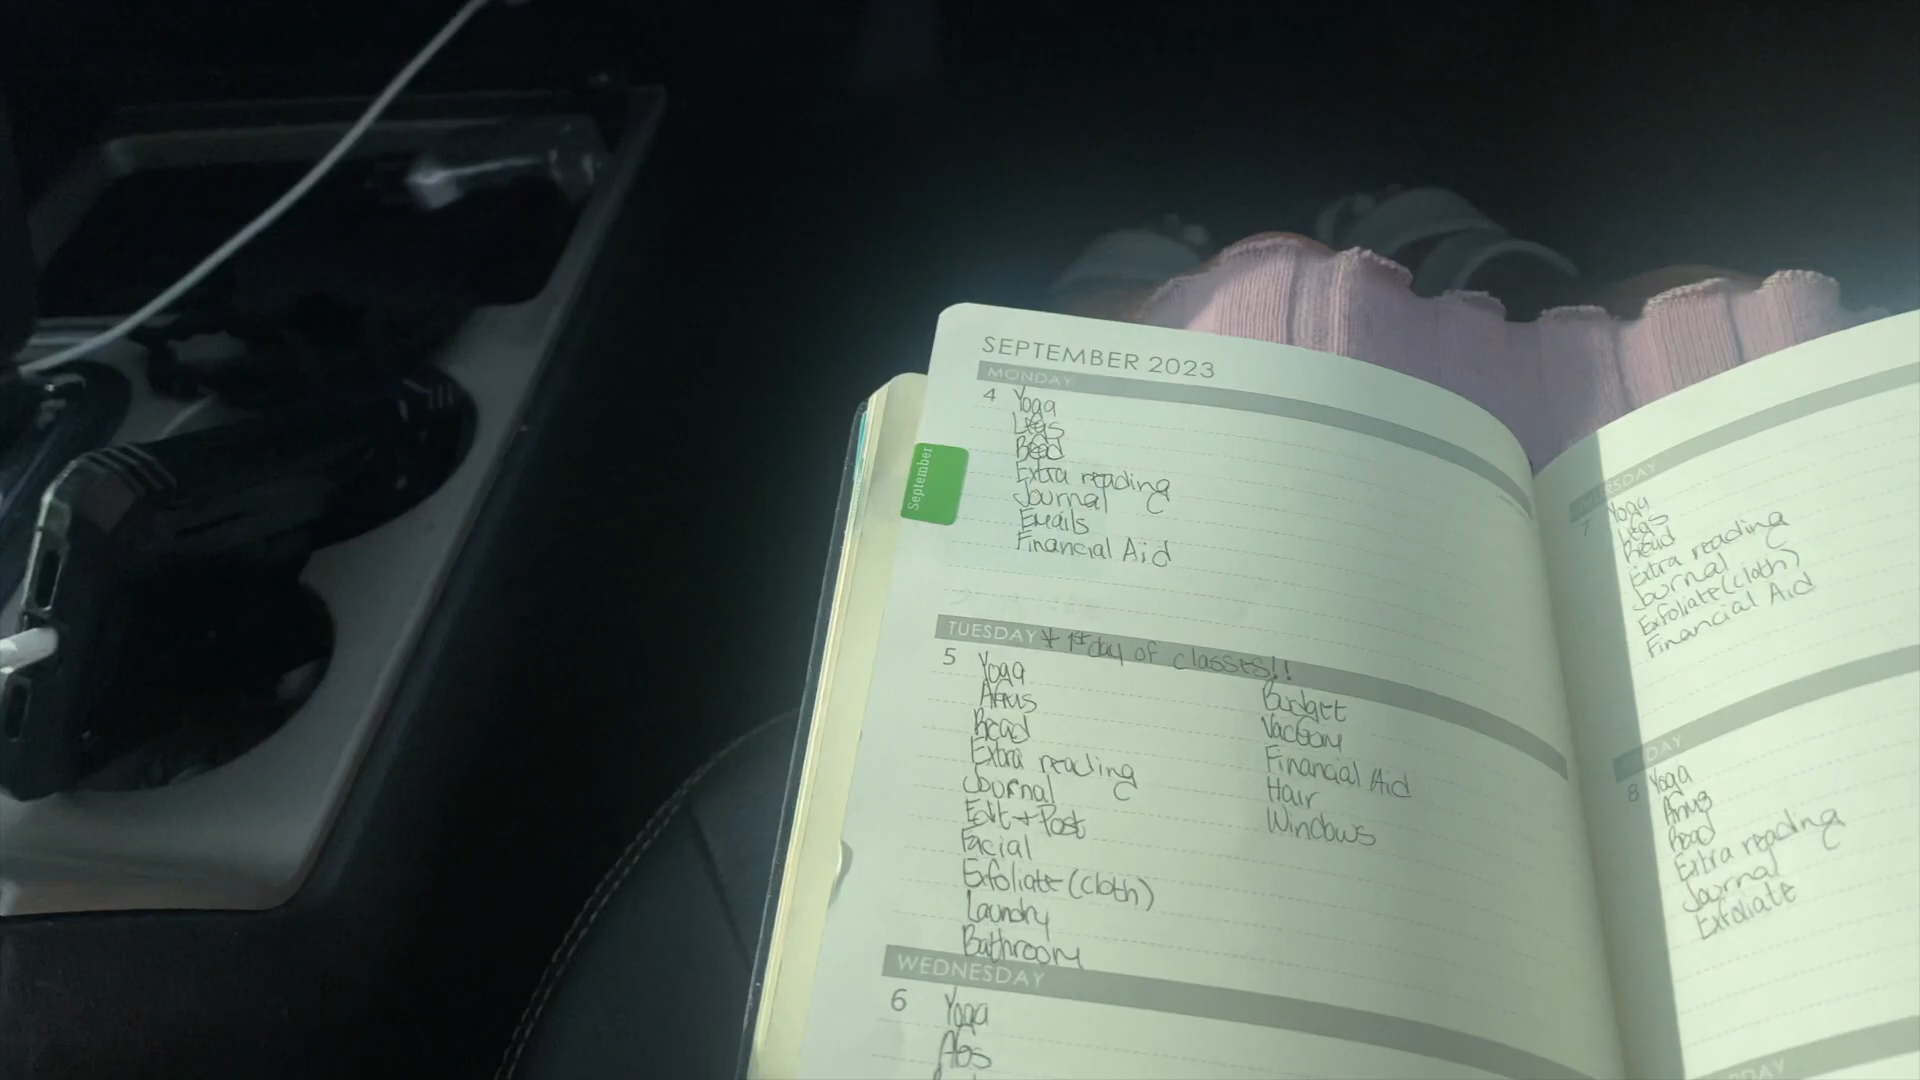 SEPTEMBER 2023
MONDAY
4 Yoga
Legs
Read
Extra reading
Journal
Emails
Financial Aid
September
TUESDAY * 1st day of classes!!
5 Yoga
Arms
Read
Extra reading
Journal
Edit + Post
Facial
Exfoliate (cloth)
Laundry
Bathroom
Budget
Vacuum
Financial Aid
Hair
Windows
WEDNESDAY
6 Yoga
Abs
RSDAY
7 Yoga
Legs
Read
Extra reading
Journal
Exfoliate (cloth)
Financial Aid
DAY
8 Yoga
Arms
Read
Extra reading
Journal
Exfoliate
DAY